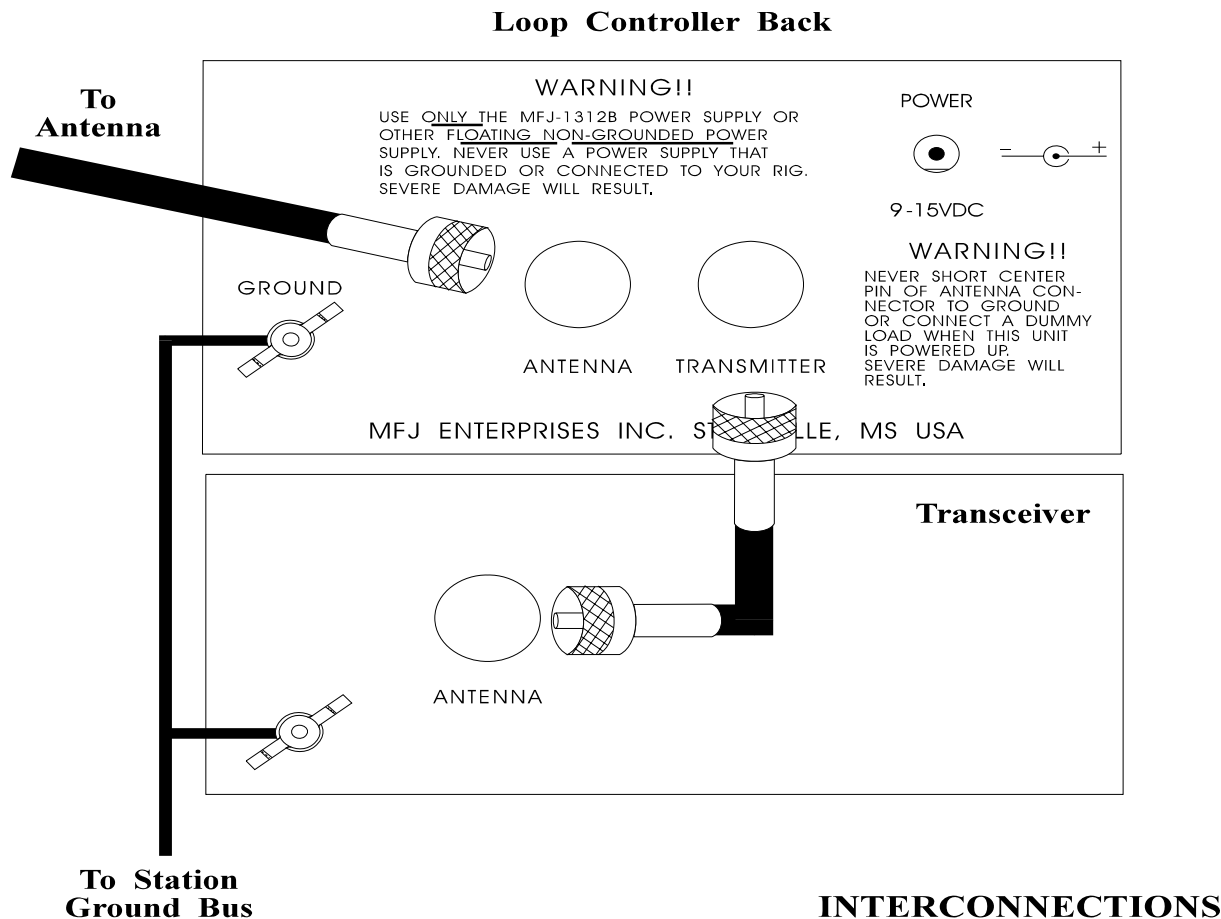 Loop Controller Back
To
Antenna
WARNING!!
USE ONLY THE MFJ-1312B POWER SUPPLY OR
OTHER FLOATING NON-GROUNDED POWER
SUPPLY. NEVER USE A POWER SUPPLY THAT
IS GROUNDED OR CONNECTED TO YOUR RIG.
SEVERE DAMAGE WILL RESULT.
POWER
- +
9-15VDC
WARNING!!
NEVER SHORT CENTER
PIN OF ANTENNA CON-
NECTOR TO GROUND
OR CONNECT A DUMMY
LOAD WHEN THIS UNIT
IS POWERED UP.
SEVERE DAMAGE WILL
RESULT.
GROUND
ANTENNA
TRANSMITTER
MFJ ENTERPRISES INC. ST LLE, MS USA
Transceiver
ANTENNA
To Station
Ground Bus
INTERCONNECTIONS